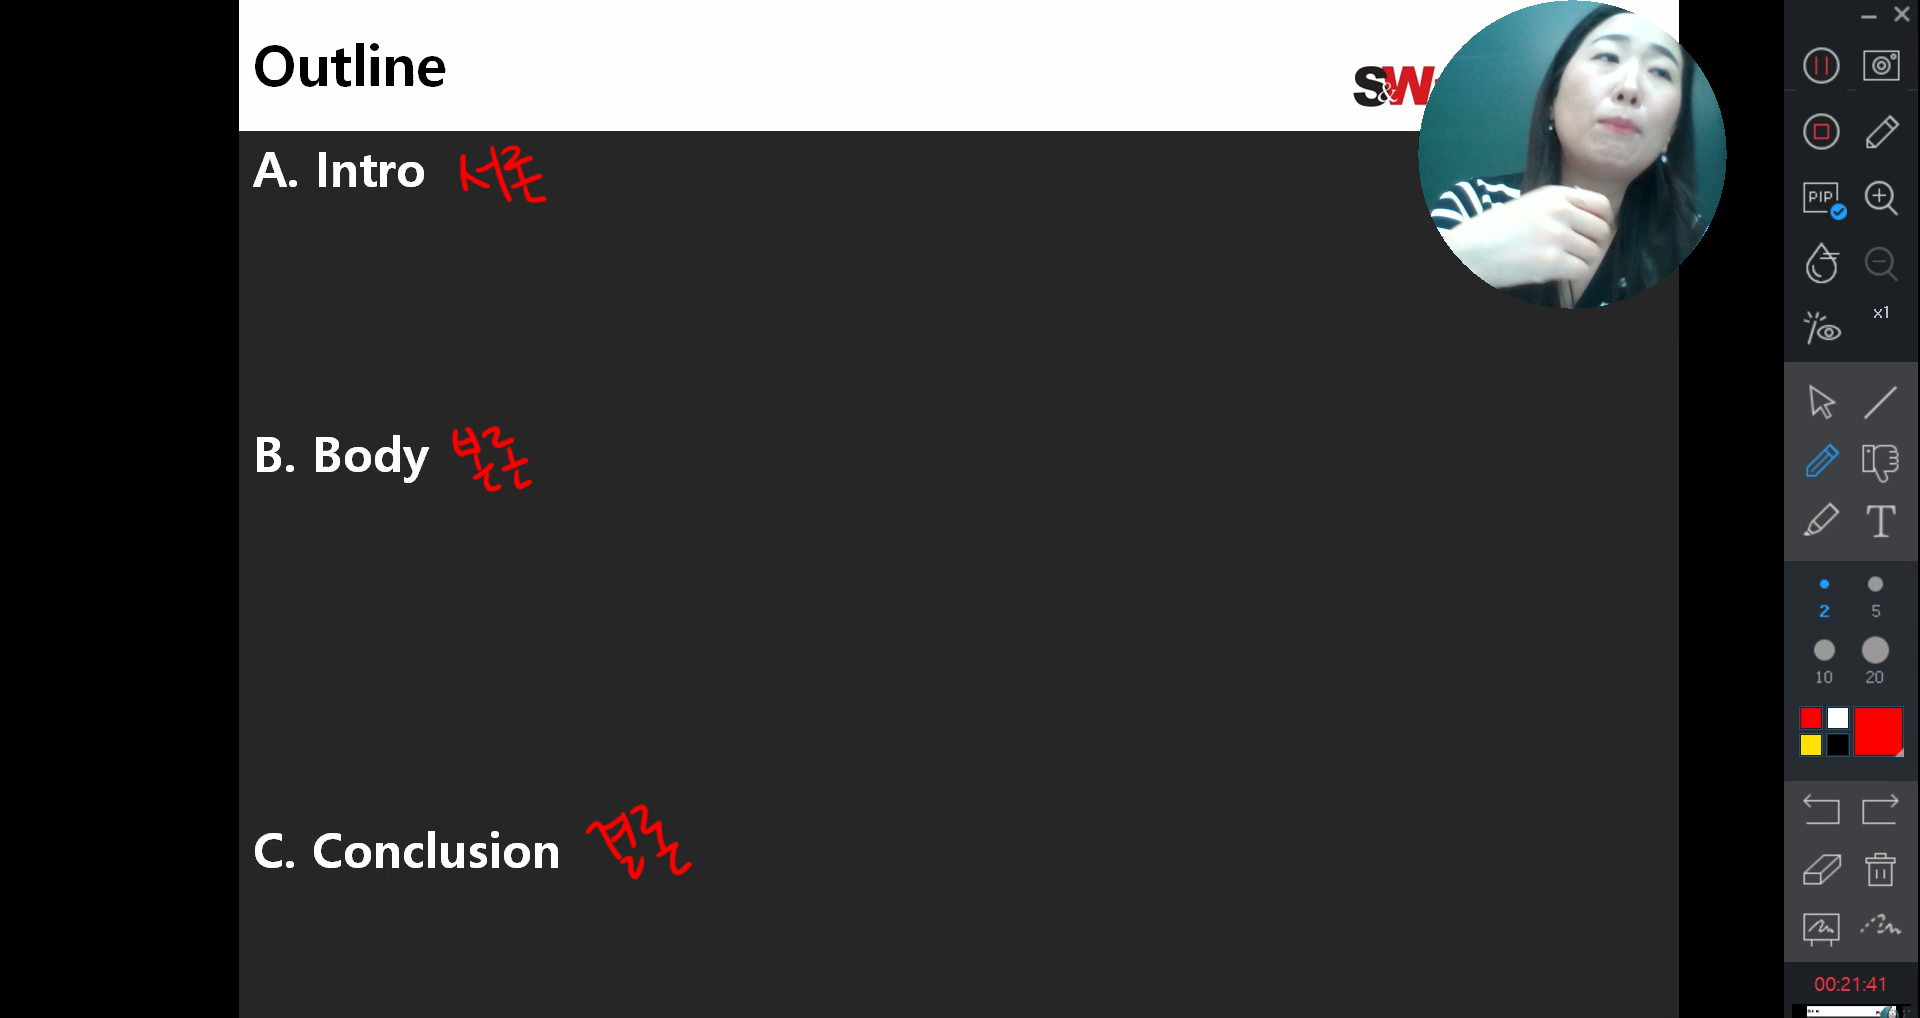 Outline
S&W
A. Intro 서론
B. Body 본론
C. Conclusion 결론
PIP
x1
2 5
10 20
00:21:41